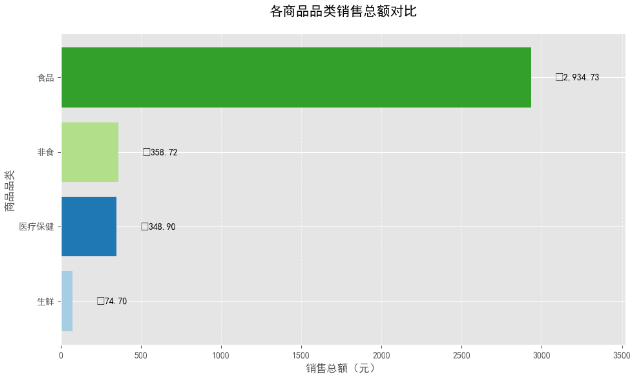 各商品品类销售总额对比
食品
□2,934.73
非食
□358.72
医疗保健
□348.90
生鲜
□74.70
商品品类
0 500 1000 1500 2000 2500 3000 3500
销售总额（元）